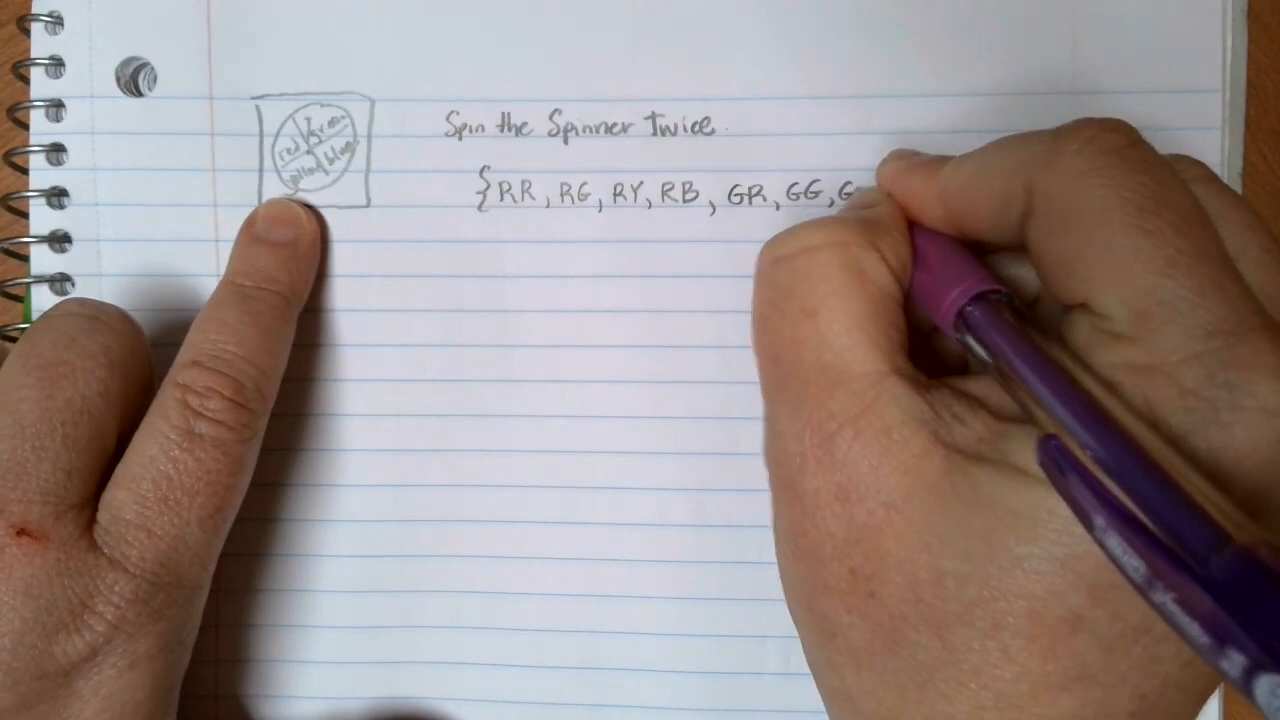 green
Spin the Spinner Twice.
red
yellow blue
{RR, RG, RY, RB, GR, GG, G